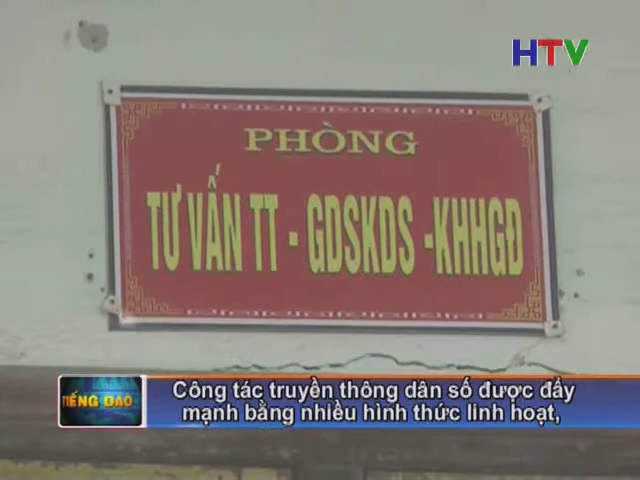 HTV
PHÒNG
TƯ VẤN TT - GDSKDS - KHHGĐ
TIẾNG DAO
Công tác truyền thông dân số được đẩy
mạnh bằng nhiều hình thức linh hoạt,